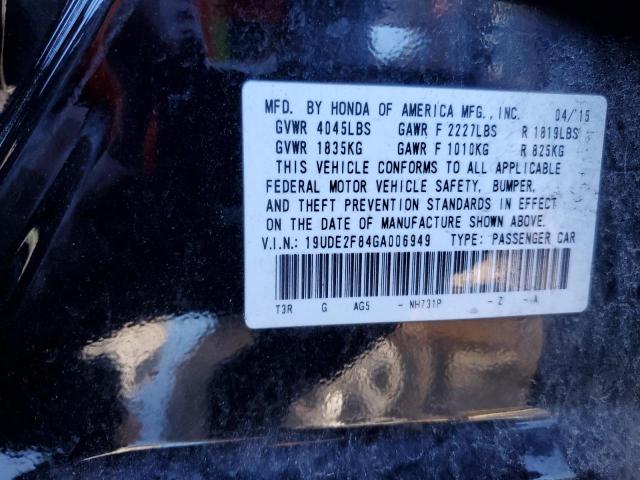 MFD. BY HONDA OF AMERICA MFG., INC. 04/15
GVWR 4045LBS GAWR F 2227LBS R 1819LBS
GVWR 1835KG GAWR F 1010KG R 825KG
THIS VEHICLE CONFORMS TO ALL APPLICABLE
FEDERAL MOTOR VEHICLE SAFETY, BUMPER,
AND THEFT PREVENTION STANDARDS IN EFFECT
ON THE DATE OF MANUFACTURE SHOWN ABOVE.
V.I.N.: 19UDE2F84GA006949 TYPE: PASSENGER CAR
T3R G AG5 - NH731P - Z - A